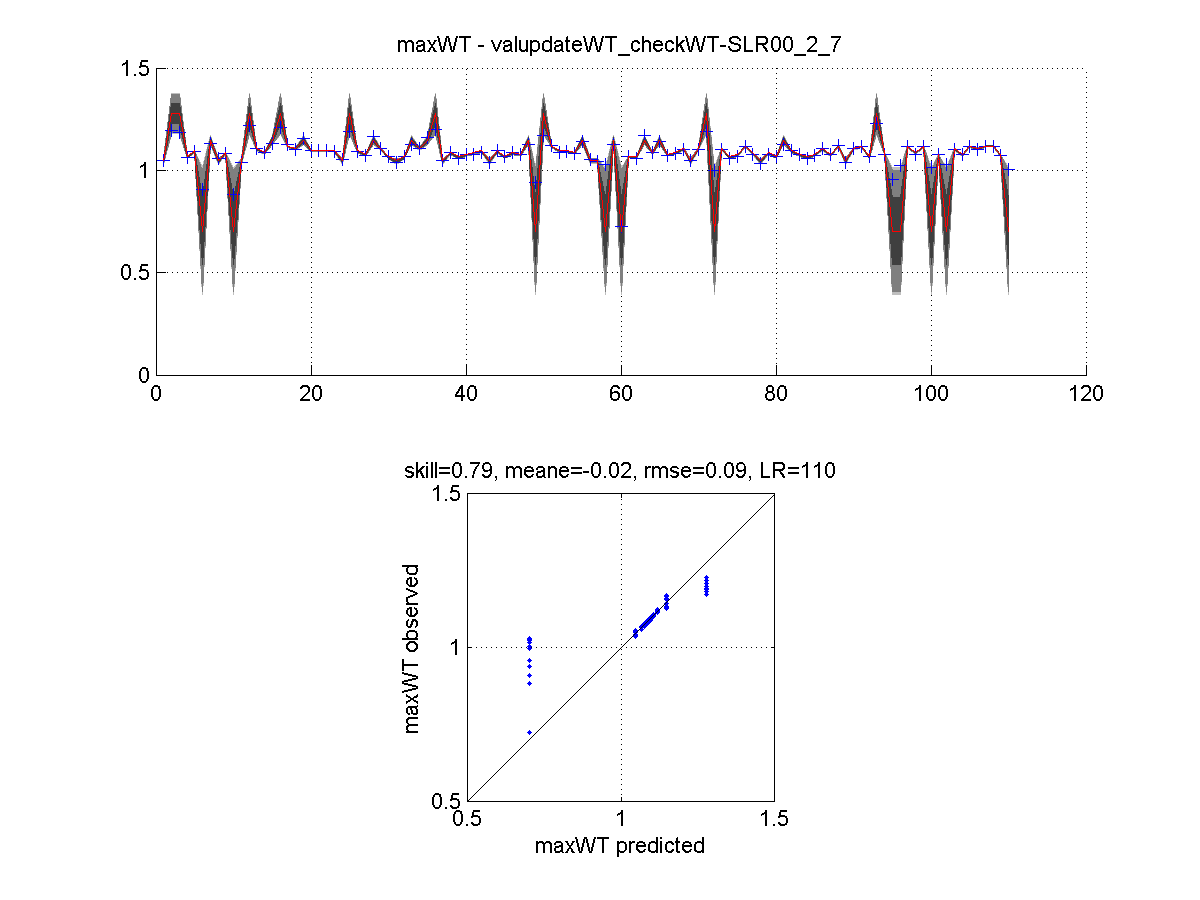 maxWT - valupdateWT_checkWT-SLR00_2_7
1.5
1
0.5
0
0 20 40 60 80 100 120
skill=0.79, meane=-0.02, rmse=0.09, LR=110
1.5
maxWT observed
1
0.5
0.5 1 1.5
maxWT predicted